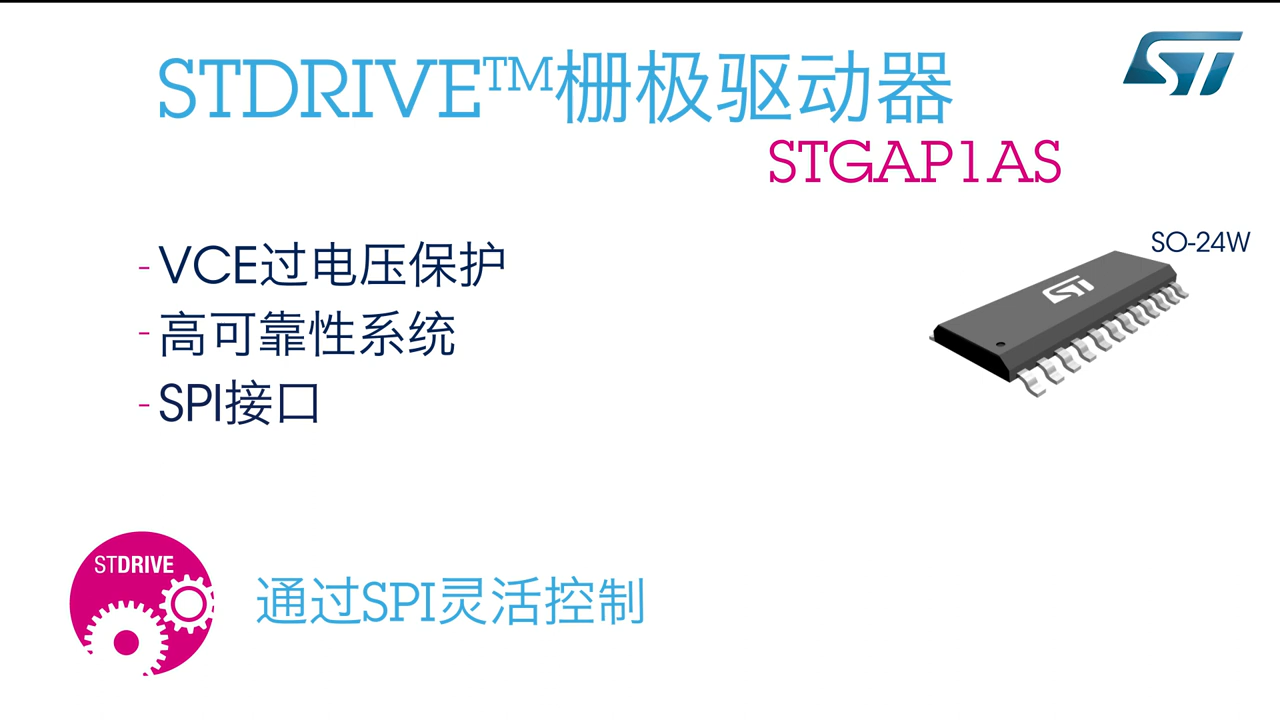 STDRIVE™栅极驱动器
ST
STGAP1AS
- VCE过电压保护
- 高可靠性系统
- SPI接口
SO-24W
ST
STDRIVE
通过SPI灵活控制